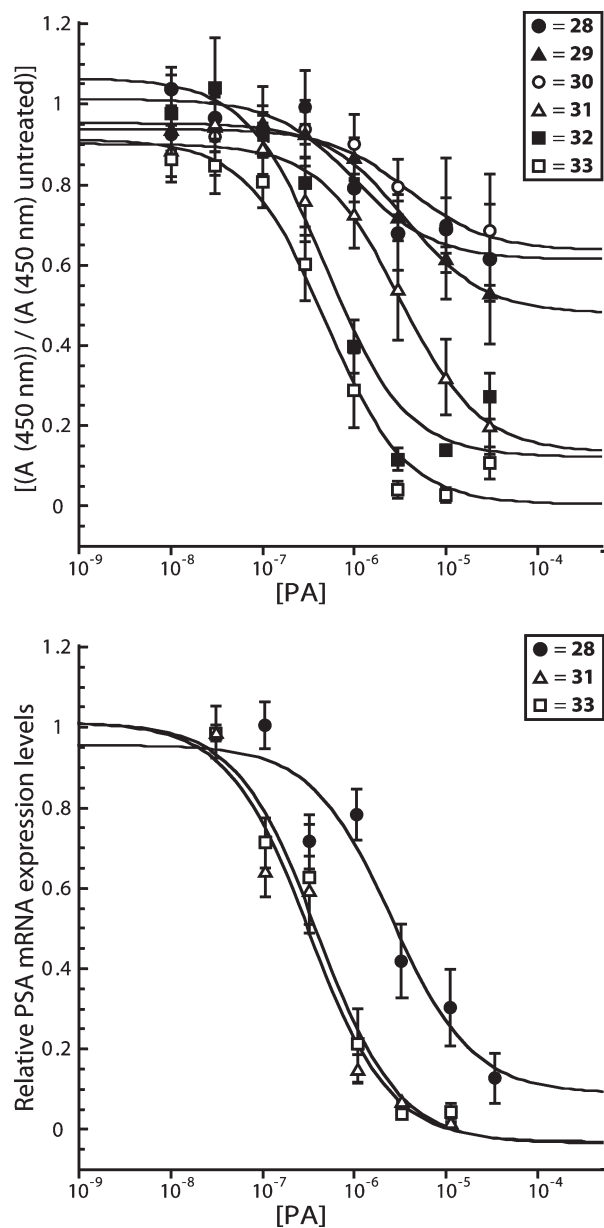 1.2
1
0.8
0.6
0.4
0.2
0
[(A (450 nm)) / (A (450 nm) untreated)]
● = 28
▲ = 29
○ = 30
△ = 31
■ = 32
□ = 33
10⁻⁹ 10⁻⁸ 10⁻⁷ 10⁻⁶ 10⁻⁵ 10⁻⁴
[PA]
1.2
1
0.8
0.6
0.4
0.2
0
Relative PSA mRNA expression levels
● = 28
△ = 31
□ = 33
10⁻⁹ 10⁻⁸ 10⁻⁷ 10⁻⁶ 10⁻⁵ 10⁻⁴
[PA]